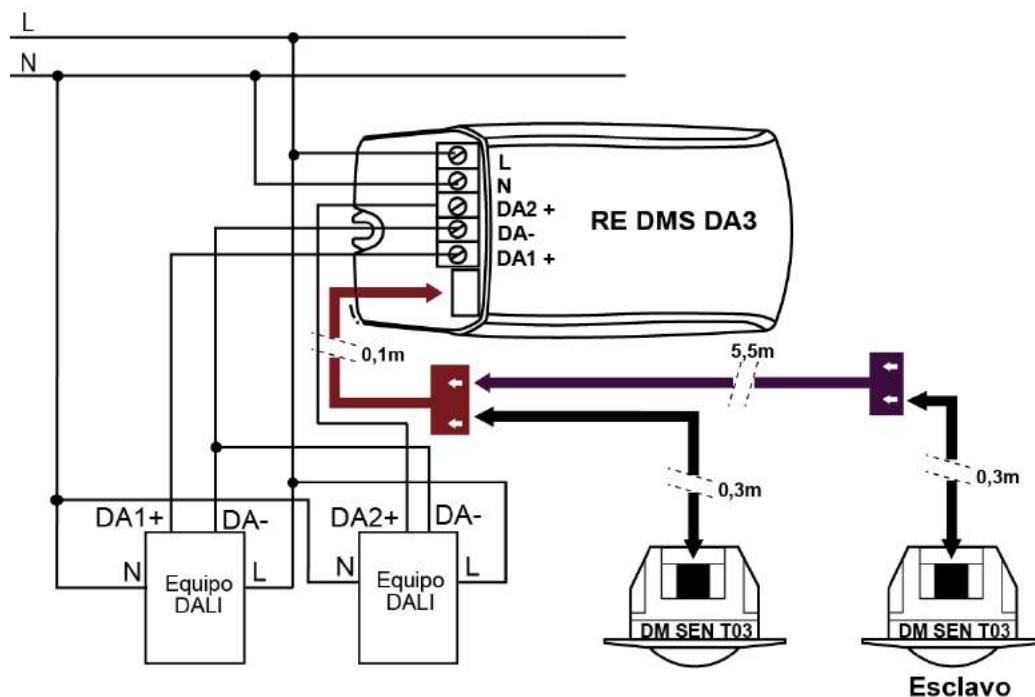 L
N
L
N
DA2 +
DA-
DA1 +
RE DMS DA3
0,1m
5,5m
0,3m
0,3m
DA1+ DA-
DA2+ DA-
N
Equipo
DALI
L
N
Equipo
DALI
L
DM SEN T03
DM SEN T03
Esclavo